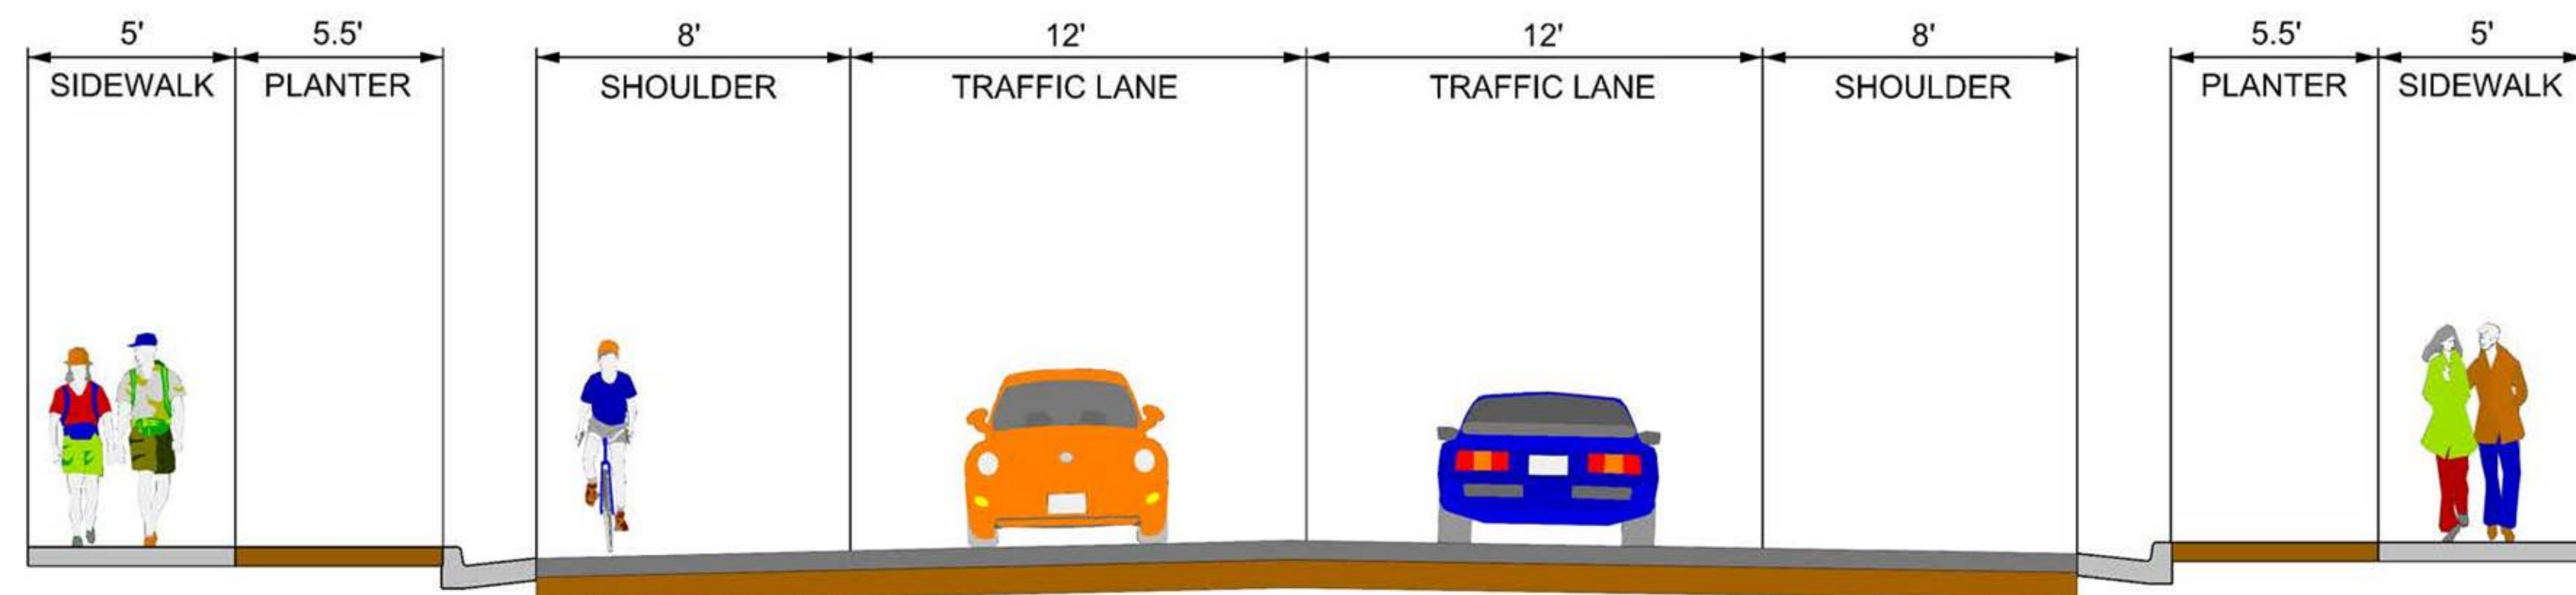 5' 5.5' 8' 12' 12' 8' 5.5' 5'
SIDEWALK PLANTER SHOULDER TRAFFIC LANE TRAFFIC LANE SHOULDER PLANTER SIDEWALK